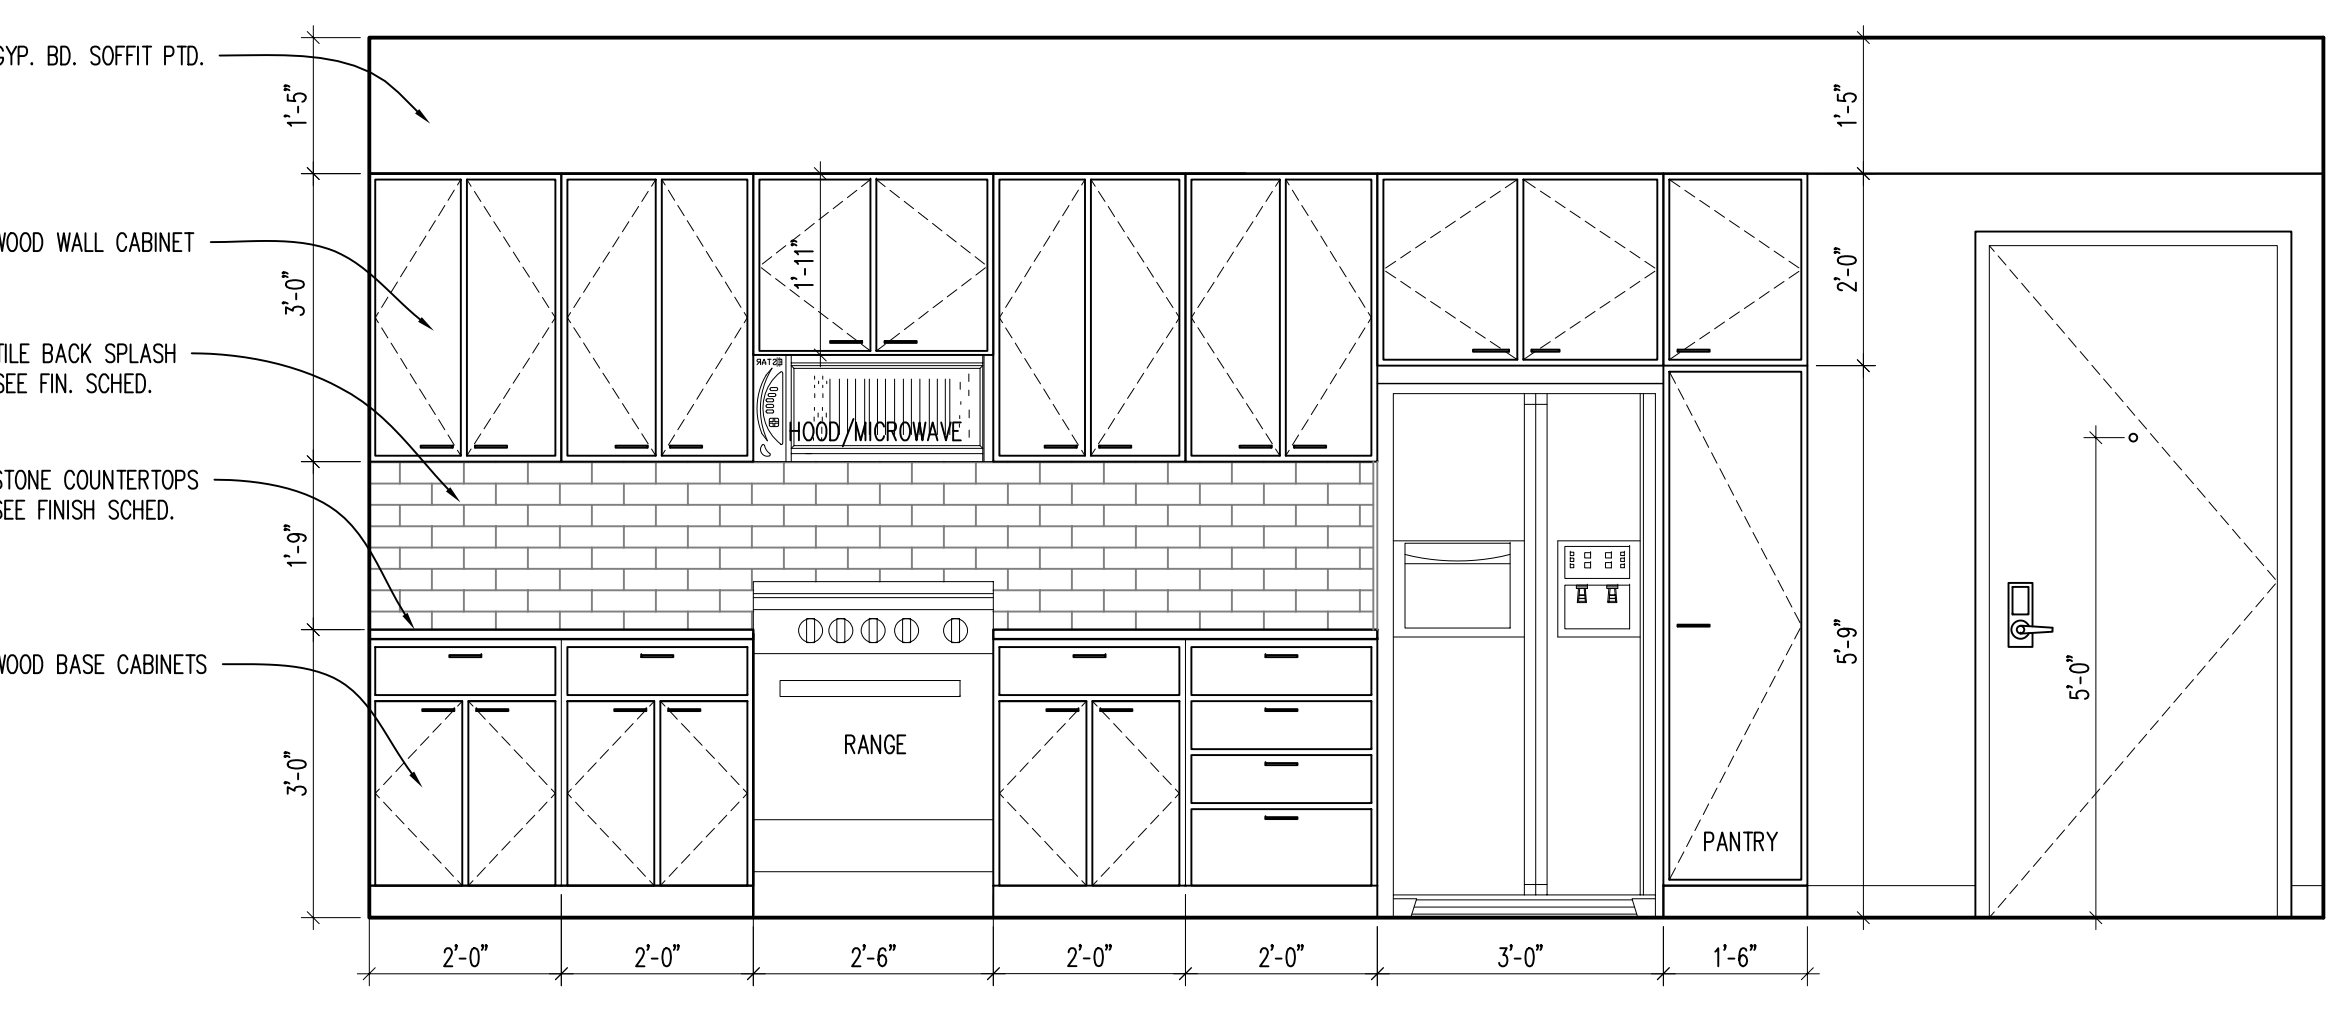 GYP. BD. SOFFIT PTD.
1'-5"
1'-5"
WOOD WALL CABINET
3'-0"
1'-11"
2'-0"
STAR
TILE BACK SPLASH
SEE FIN. SCHED.
HOOD/MICROWAVE
STONE COUNTERTOPS
SEE FINISH SCHED.
1'-9"
5'-9"
WOOD BASE CABINETS
5'-0"
RANGE
3'-0"
PANTRY
2'-0"
2'-0"
2'-6"
2'-0"
2'-0"
3'-0"
1'-6"